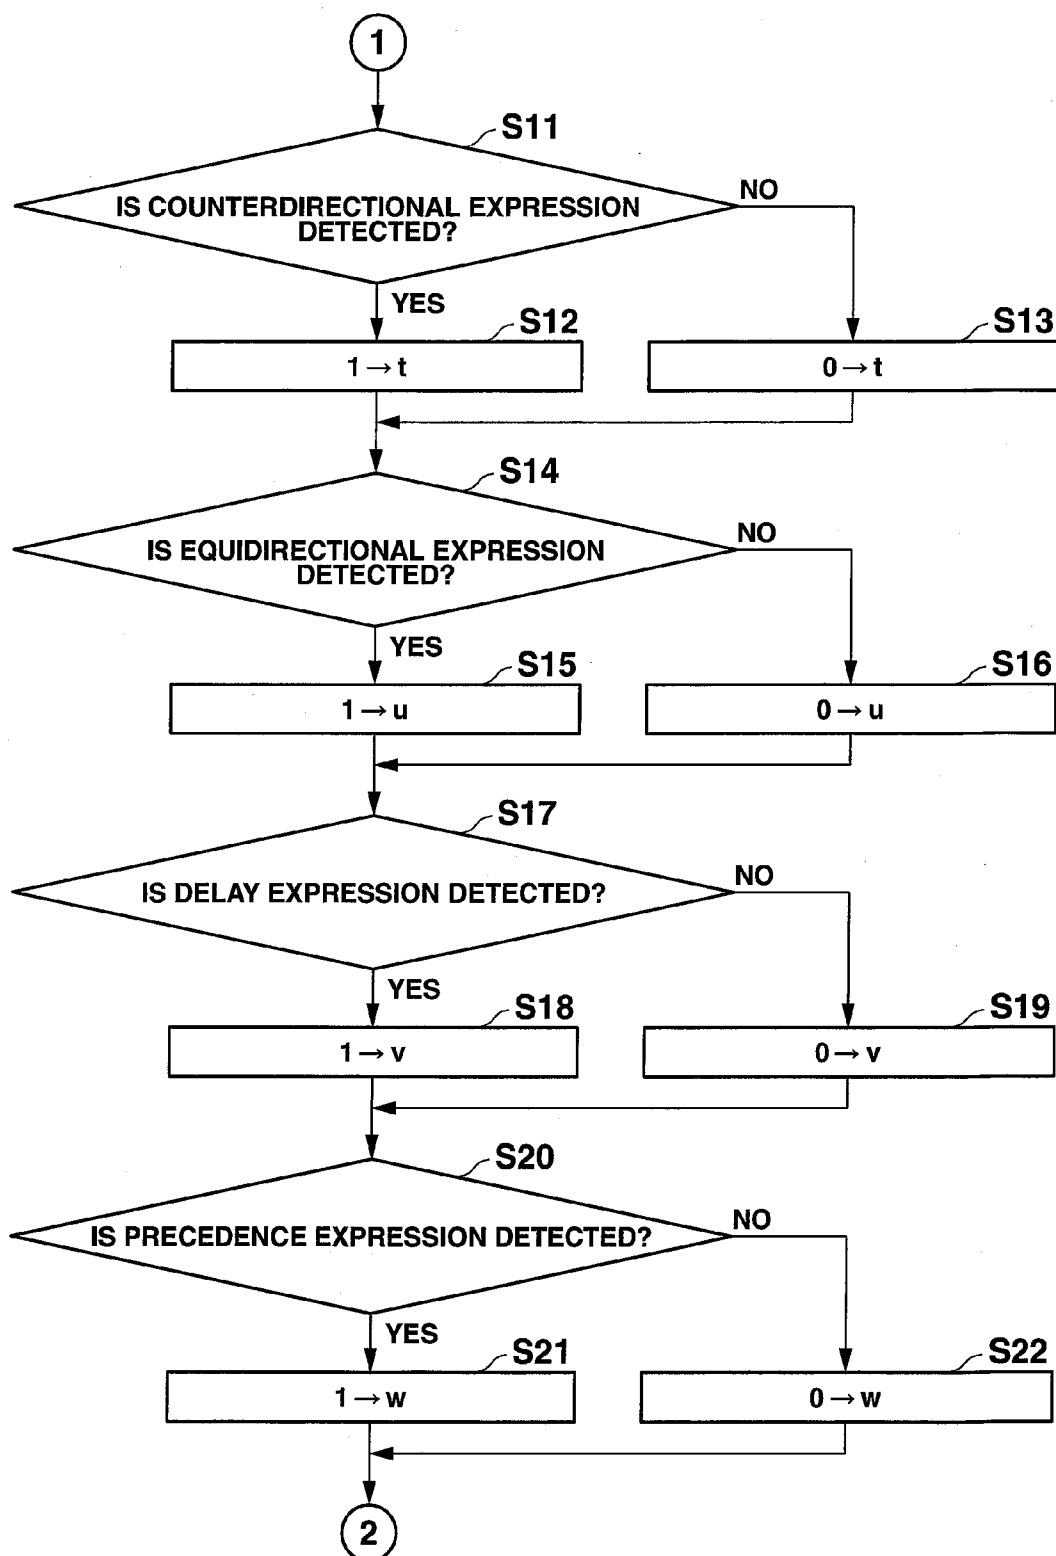 1
S11
IS COUNTERDIRECTIONAL EXPRESSION
DETECTED?
NO
YES
S12
1→t
S13
0→t
S14
IS EQUIDIRECTIONAL EXPRESSION
DETECTED?
NO
YES
S15
1→u
S16
0→u
S17
IS DELAY EXPRESSION DETECTED?
NO
YES
S18
1→v
S19
0→v
S20
IS PRECEDENCE EXPRESSION DETECTED?
NO
YES
S21
1→w
S22
0→w
2